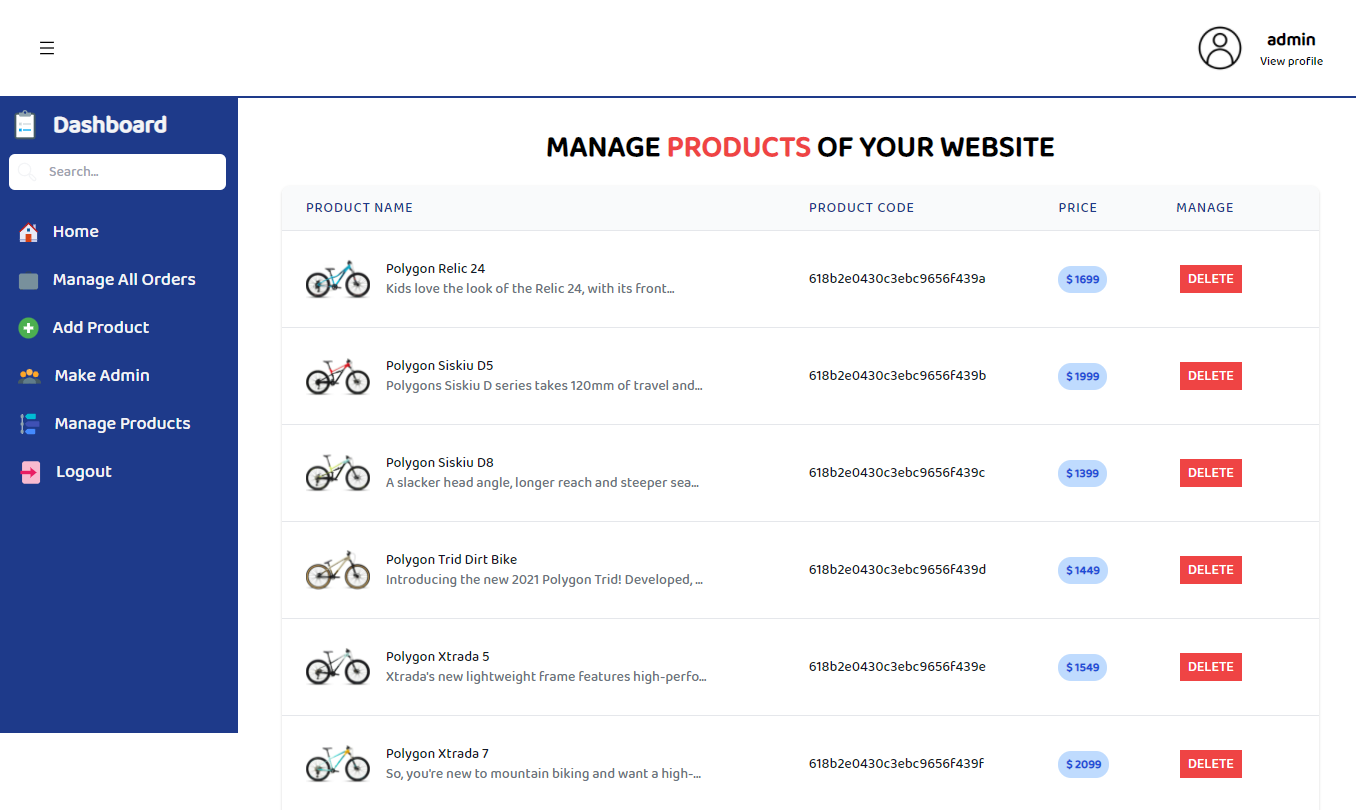 admin
View profile
Dashboard
Search...
Home
Manage All Orders
Add Product
Make Admin
Manage Products
Logout
MANAGE PRODUCTS OF YOUR WEBSITE
PRODUCT NAME PRODUCT CODE PRICE MANAGE
Polygon Relic 24
Kids love the look of the Relic 24, with its front...
618b2e0430c3ebc9656f439a $ 1699 DELETE
Polygon Siskiu D5
Polygons Siskiu D series takes 120mm of travel and...
618b2e0430c3ebc9656f439b $ 1999 DELETE
Polygon Siskiu D8
A slacker head angle, longer reach and steeper sea...
618b2e0430c3ebc9656f439c $ 1399 DELETE
Polygon Trid Dirt Bike
Introducing the new 2021 Polygon Trid! Developed, ...
618b2e0430c3ebc9656f439d $ 1449 DELETE
Polygon Xtrada 5
Xtrada's new lightweight frame features high-perfo...
618b2e0430c3ebc9656f439e $ 1549 DELETE
Polygon Xtrada 7
So, you're new to mountain biking and want a high-...
618b2e0430c3ebc9656f439f $ 2099 DELETE